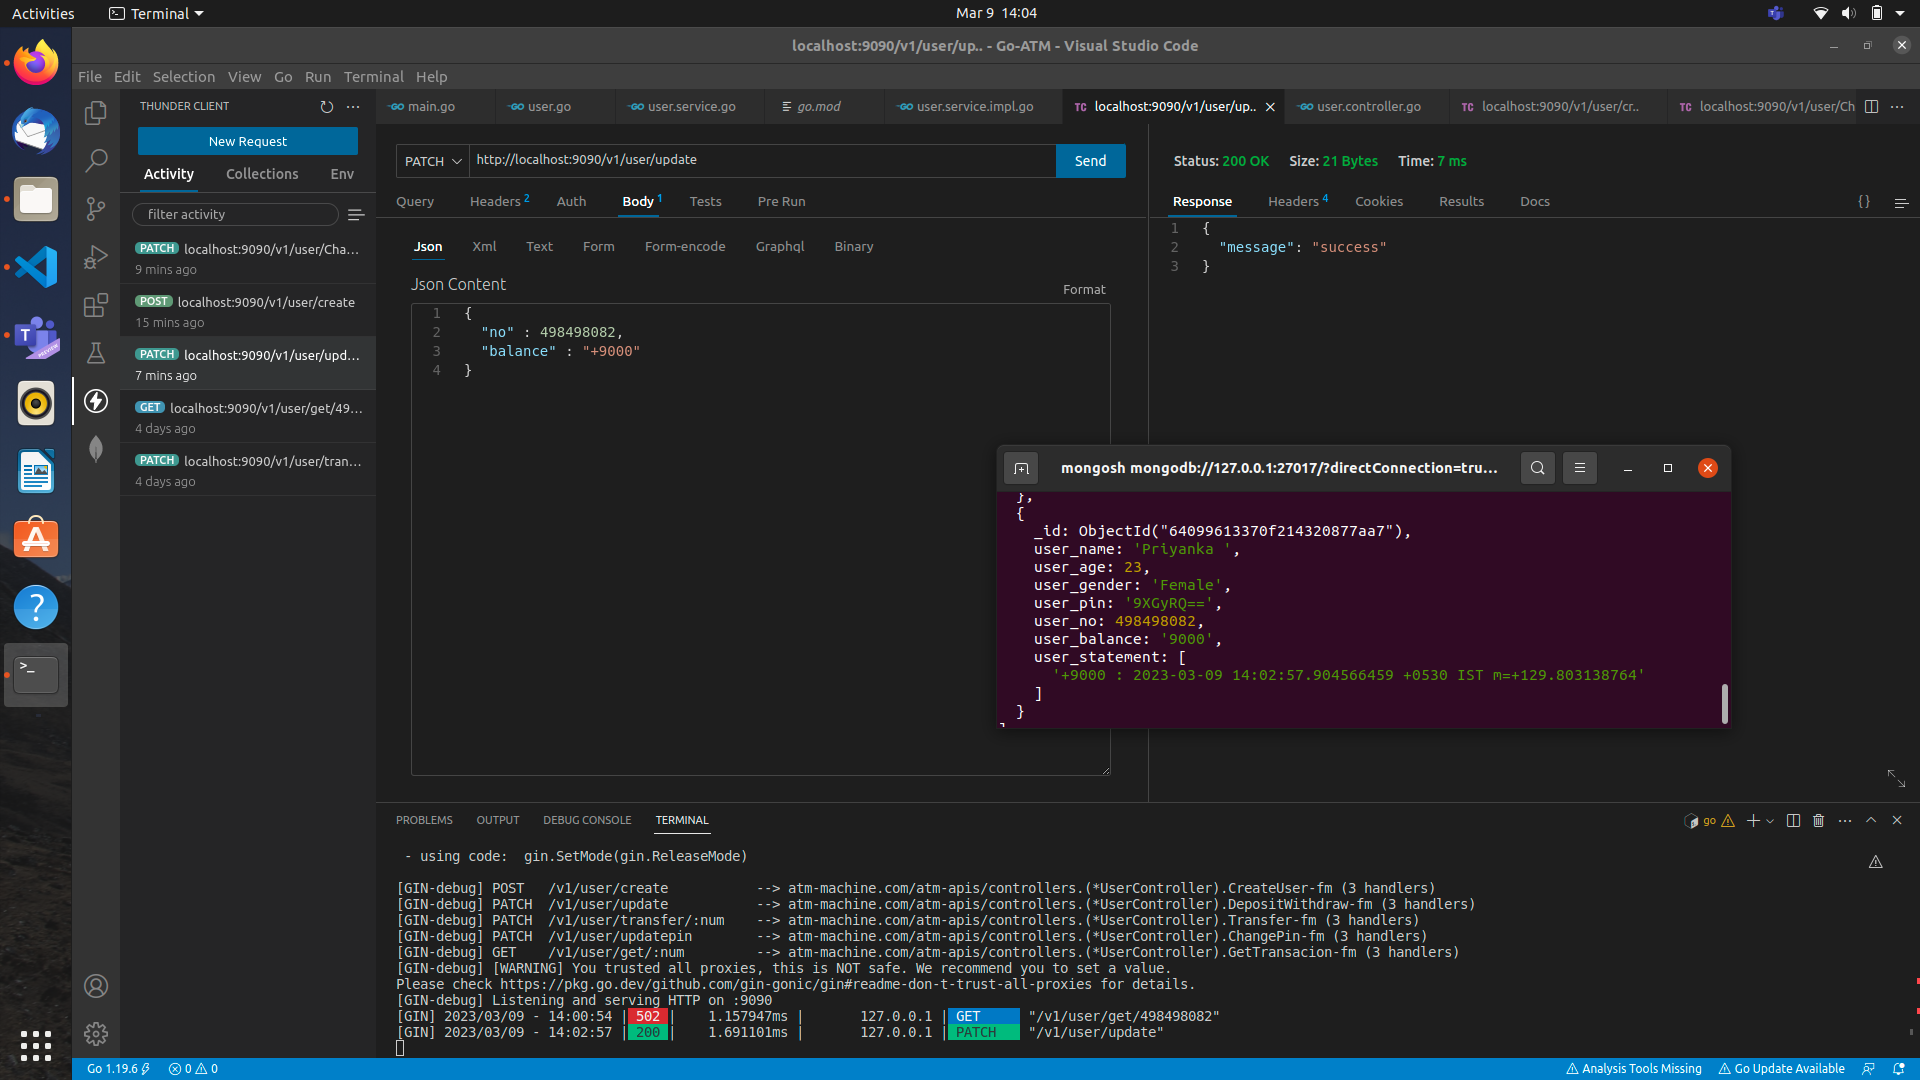 Activities
Terminal
Mar 9 14:04
localhost:9090/v1/user/up.. - Go-ATM - Visual Studio Code
File Edit Selection View Go Run Terminal Help
THUNDER CLIENT
New Request
Activity Collections Env
filter activity
PATCH localhost:9090/v1/user/Cha...
9 mins ago
POST localhost:9090/v1/user/create
15 mins ago
PATCH localhost:9090/v1/user/upd...
7 mins ago
GET localhost:9090/v1/user/get/49...
4 days ago
PATCH localhost:9090/v1/user/tran...
4 days ago
main.go user.go user.service.go go.mod user.service.impl.go TC localhost:9090/v1/user/up.. user.controller.go TC localhost:9090/v1/user/cr.. TC localhost:9090/v1/user/Ch
PATCH http://localhost:9090/v1/user/update Send
Query Headers 2 Auth Body 1 Tests Pre Run
Json Xml Text Form Form-encode Graphql Binary
Json Content
Format
1 {
2 "no" : 498498082,
3 "balance" : "+9000"
4 }
Status: 200 OK Size: 21 Bytes Time: 7 ms
Response Headers 4 Cookies Results Docs {}
1 {
2 "message": "success"
3 }
mongosh mongodb://127.0.0.1:27017/?directConnection=tru...
},
{
_id: ObjectId("64099613370f214320877aa7"),
user_name: 'Priyanka ',
user_age: 23,
user_gender: 'Female',
user_pin: '9XGyRQ==',
user_no: 498498082,
user_balance: '9000',
user_statement: [
'+9000 : 2023-03-09 14:02:57.904566459 +0530 IST m=+129.803138764'
]
}
PROBLEMS OUTPUT DEBUG CONSOLE TERMINAL
go
- using code: gin.SetMode(gin.ReleaseMode)
[GIN-debug] POST /v1/user/create --> atm-machine.com/atm-apis/controllers.(*UserController).CreateUser-fm (3 handlers)
[GIN-debug] PATCH /v1/user/update --> atm-machine.com/atm-apis/controllers.(*UserController).DepositWithdraw-fm (3 handlers)
[GIN-debug] PATCH /v1/user/transfer/:num --> atm-machine.com/atm-apis/controllers.(*UserController).Transfer-fm (3 handlers)
[GIN-debug] PATCH /v1/user/updatepin --> atm-machine.com/atm-apis/controllers.(*UserController).ChangePin-fm (3 handlers)
[GIN-debug] GET /v1/user/get/:num --> atm-machine.com/atm-apis/controllers.(*UserController).GetTransacion-fm (3 handlers)
[GIN-debug] [WARNING] You trusted all proxies, this is NOT safe. We recommend you to set a value.
Please check https://pkg.go.dev/github.com/gin-gonic/gin#readme-don-t-trust-all-proxies for details.
[GIN-debug] Listening and serving HTTP on :9090
[GIN] 2023/03/09 - 14:00:54 | 502 | 1.157947ms | 127.0.0.1 | GET "/v1/user/get/498498082"
[GIN] 2023/03/09 - 14:02:57 | 200 | 1.691101ms | 127.0.0.1 | PATCH "/v1/user/update"
Go 1.19.6 0 0
Analysis Tools Missing Go Update Available